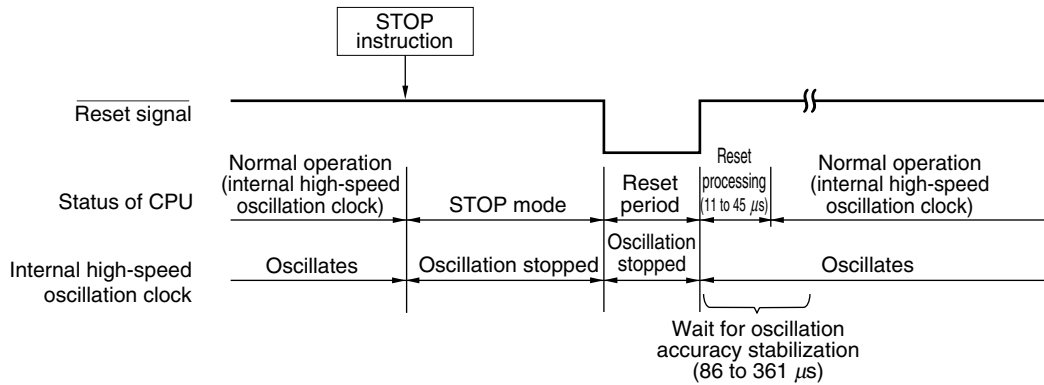 STOP
instruction
Reset signal
Status of CPU
Normal operation
(internal high-speed
oscillation clock)
STOP mode
Reset
period
Reset
processing
(11 to 45 μs)
Normal operation
(internal high-speed
oscillation clock)
Internal high-speed
oscillation clock
Oscillates
Oscillation stopped
Oscillation
stopped
Oscillates
Wait for oscillation
accuracy stabilization
(86 to 361 μs)